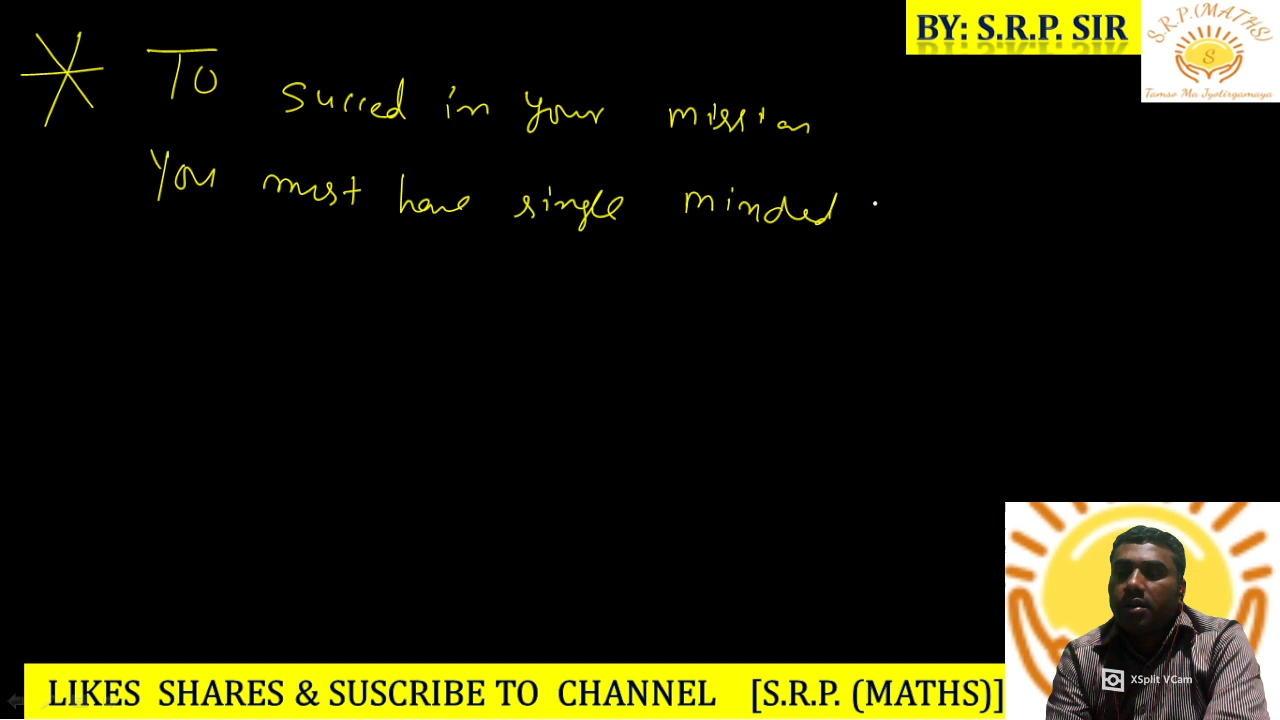 BY: S.R.P. SIR
S.R.P.(MATHS)
S
Tamso Ma Jyotirgamaya
To succed in your mission
You must have single minded
XSplit VCam
LIKES SHARES & SUSCRIBE TO CHANNEL [S.R.P. (MATHS)]